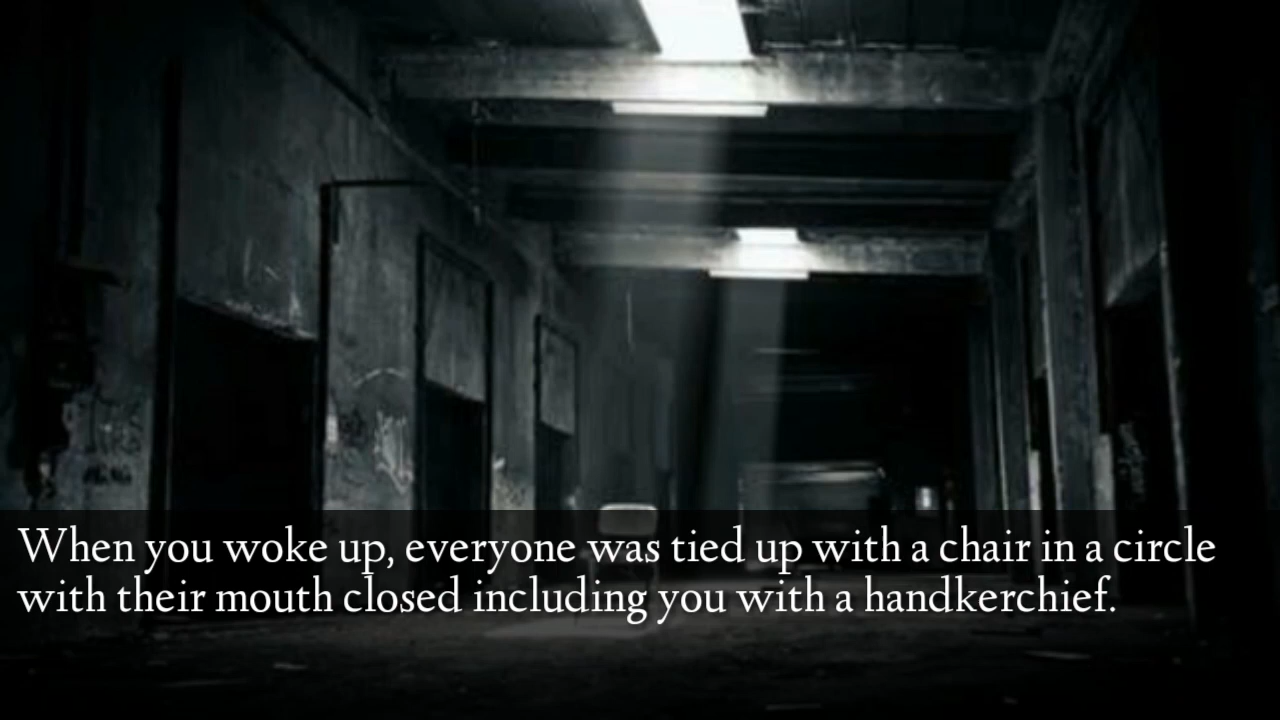 When you woke up, everyone was tied up with a chair in a circle
with their mouth closed including you with a handkerchief.